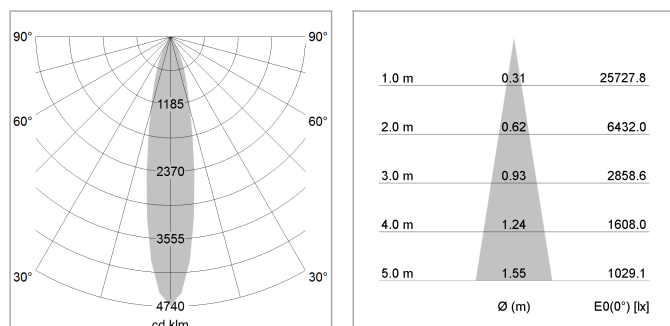 90° 90°
1185
60° 60°
2370
3555
30° 30°
4740
cd klm
1.0 m 0.31 25727.8
2.0 m 0.62 6432.0
3.0 m 0.93 2858.6
4.0 m 1.24 1608.0
5.0 m 1.55 1029.1
Ø (m) E0(0°) [lx]